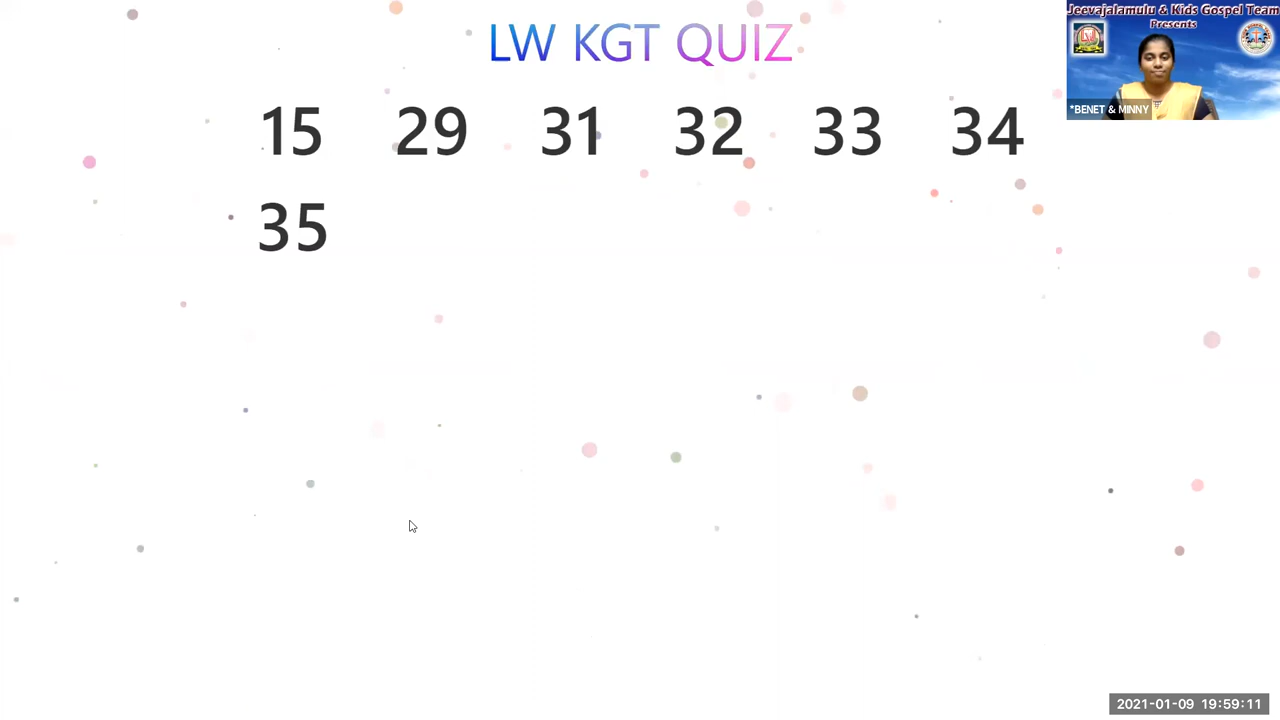 LW KGT QUIZ
Jeevajalamulu & Kids Gospel Team
Presents
*BENET & MINNY
15 29 31 32 33 34
35
2021-01-09 19:59:11